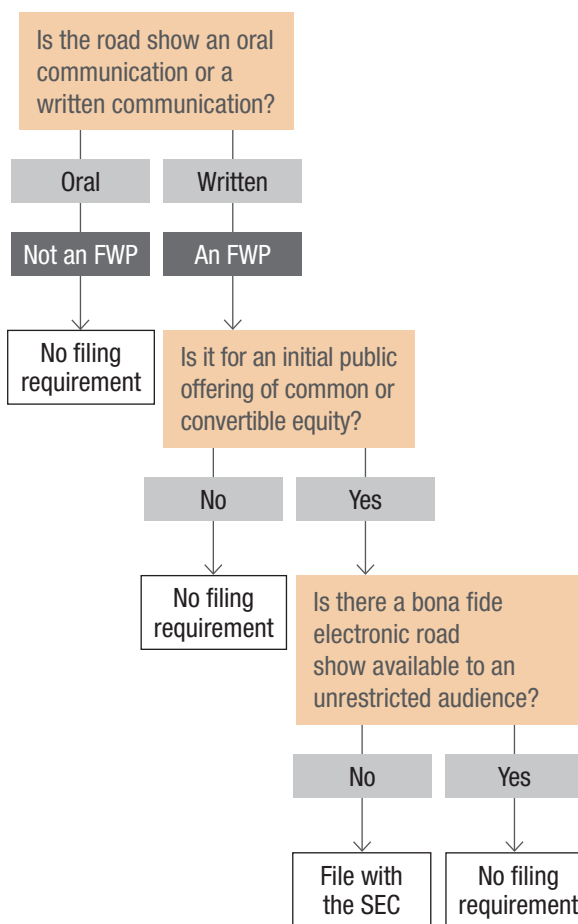 Is the road show an oral
communication or a
written communication?
Oral
Written
Not an FWP
An FWP
No filing
requirement
Is it for an initial public
offering of common or
convertible equity?
No
Yes
No filing
requirement
Is there a bona fide
electronic road
show available to an
unrestricted audience?
No
Yes
File with
the SEC
No filing
requirement